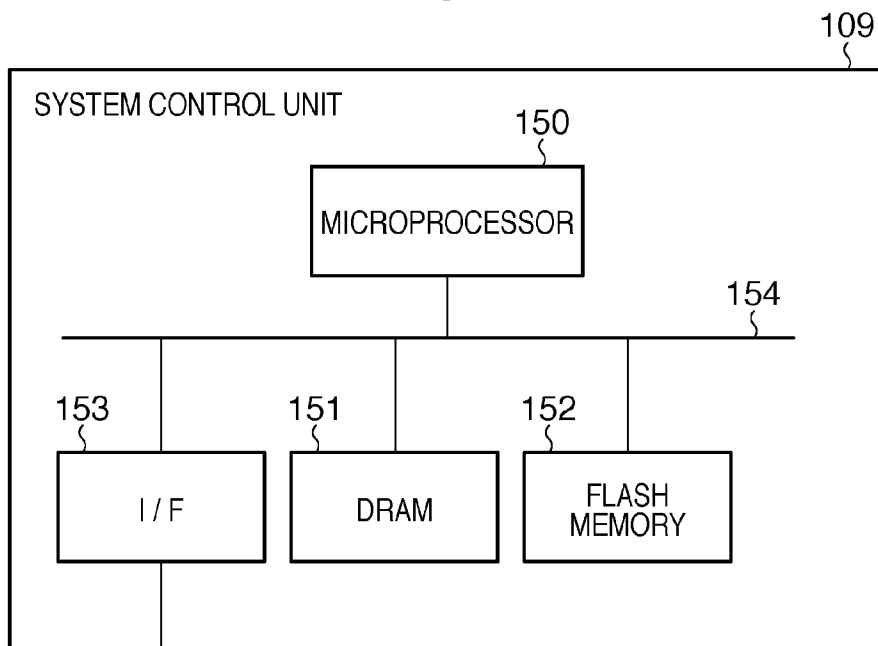 109
SYSTEM CONTROL UNIT
150
MICROPROCESSOR
154
153
151
152
I / F
DRAM
FLASH
MEMORY